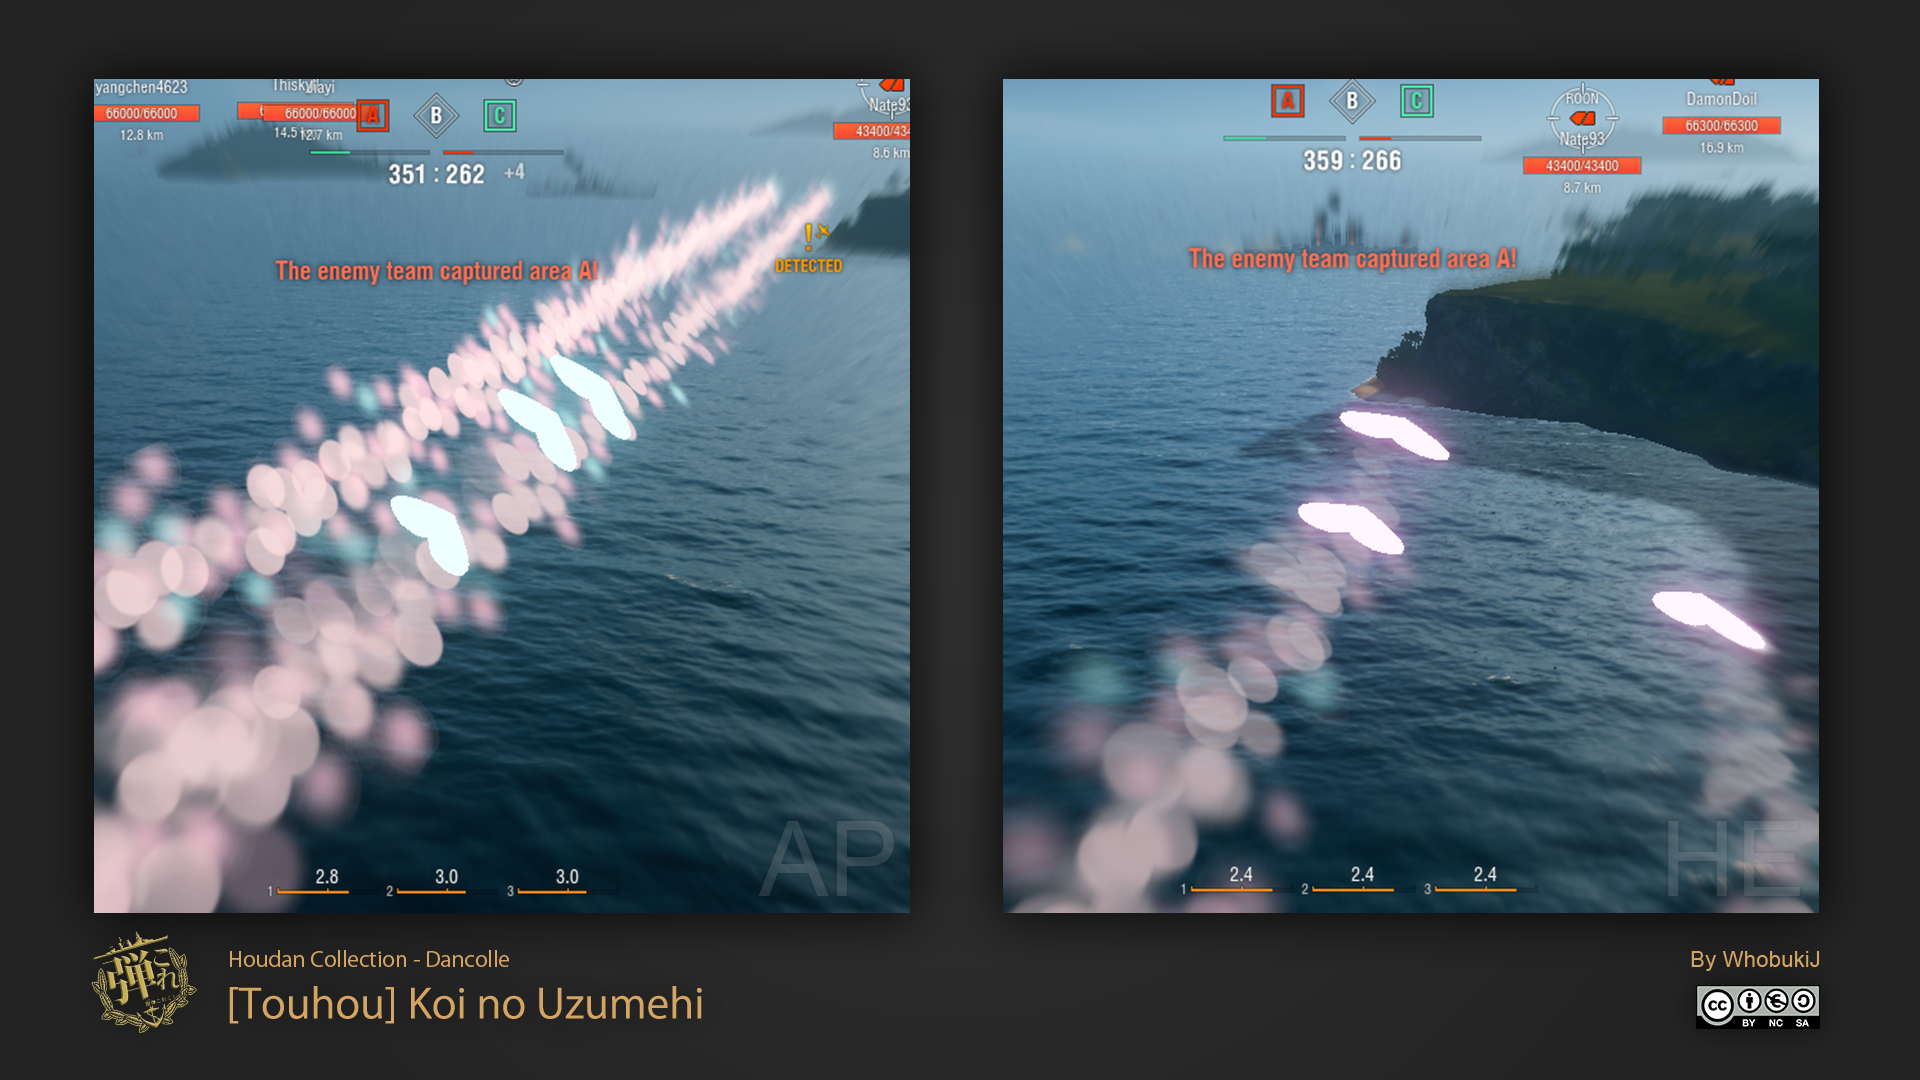 yangchen4623
66000/66000
12.8 km
66000/66000
14.5
12.7 km
A
B
C
351 : 262 +4
Nate93
8.6 km
The enemy team captured area A!
DETECTED
1 2.8
2 3.0
3 3.0
AP
A
B
C
359 : 266
ROON
Nate93
43400/43400
8.7 km
DamonDoil
66300/66300
16.9 km
The enemy team captured area A!
1 2.4
2 2.4
3 2.4
HE
弾これ
Houdan Collection - Dancolle
[Touhou] Koi no Uzumehi
By WhobukiJ
cc
BY NC SA